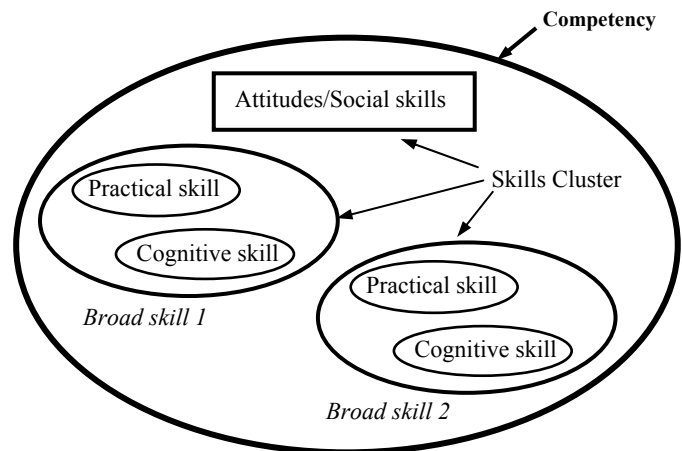 Competency
Attitudes/Social skills
Practical skill
Skills Cluster
Cognitive skill
Broad skill 1
Practical skill
Cognitive skill
Broad skill 2